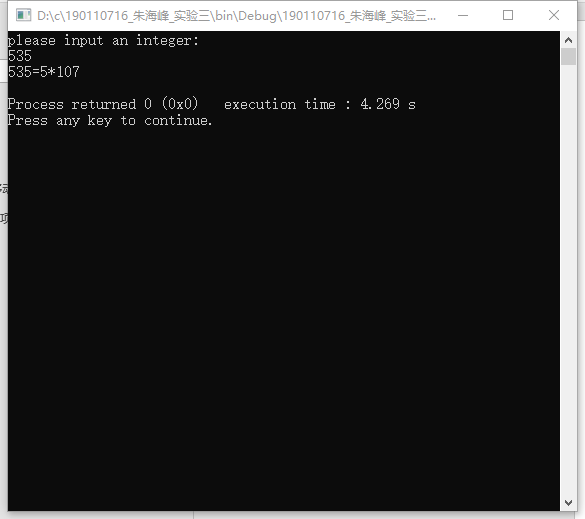 D:\c\190110716_朱海峰_实验三\bin\Debug\190110716_朱海峰_实验三...
please input an integer:
535
535=5*107
Process returned 0 (0x0)   execution time : 4.269 s
Press any key to continue.
项